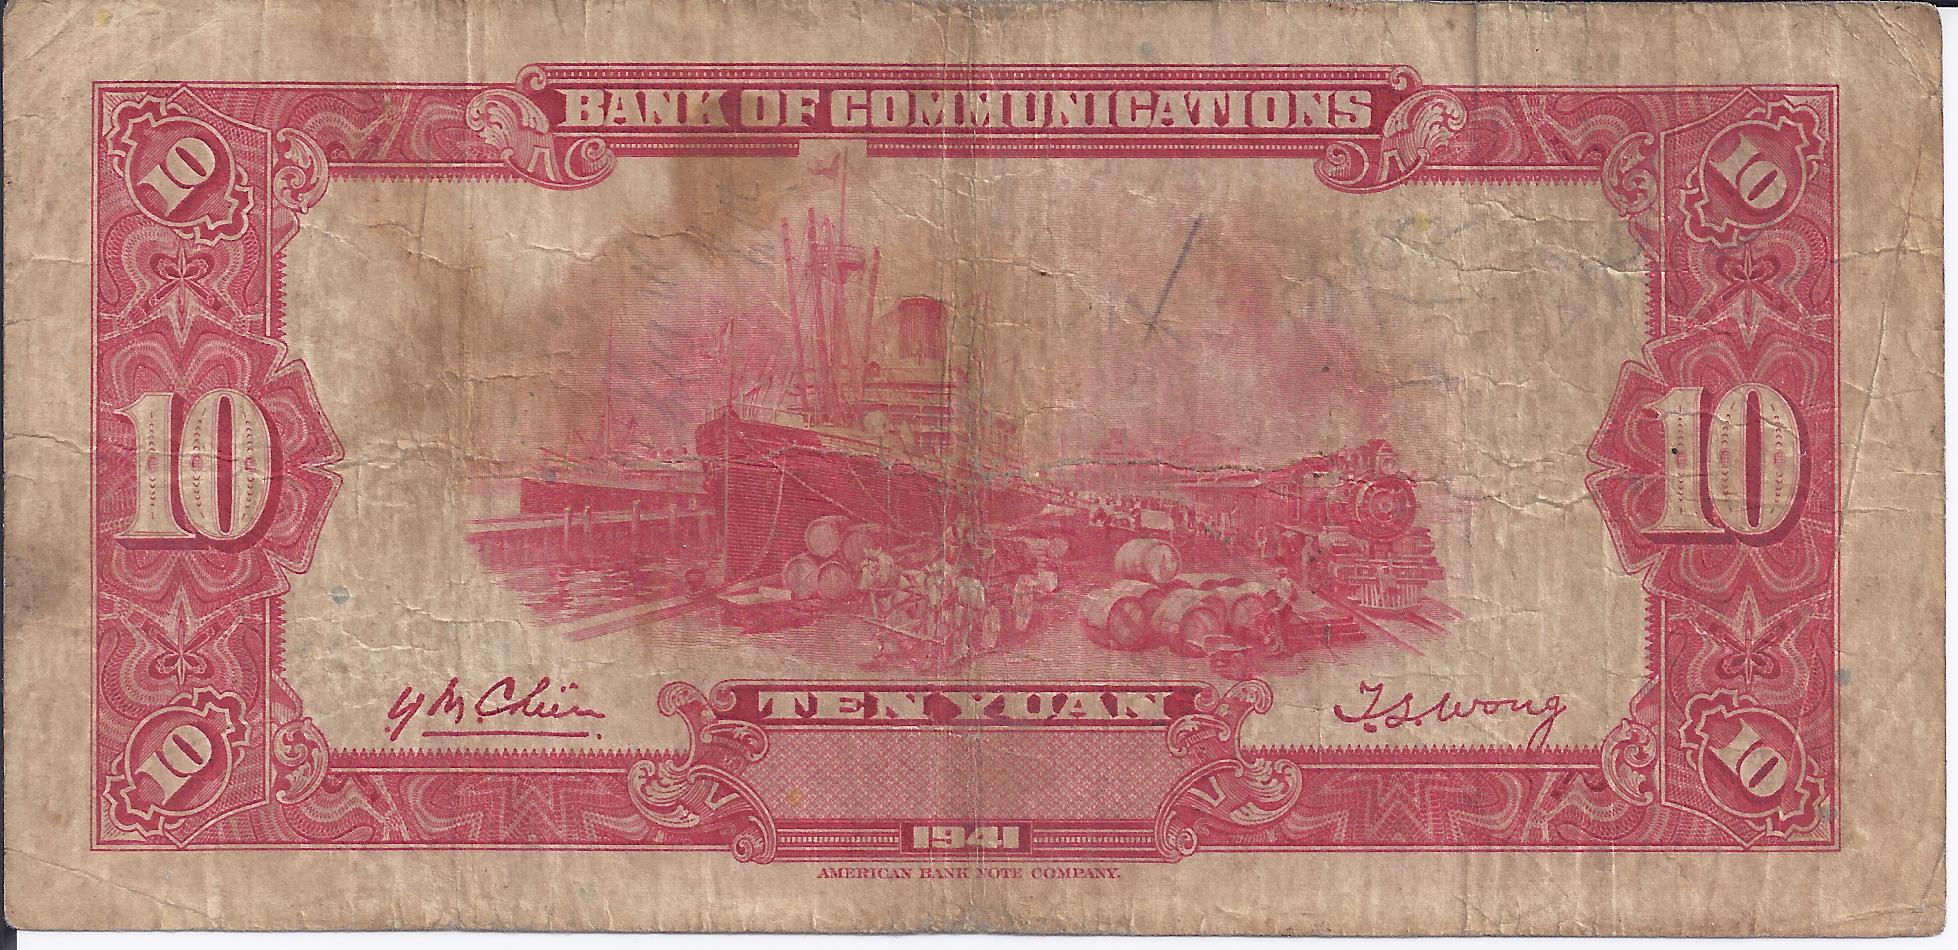 BANK OF COMMUNICATIONS
10 10
10 10
Y M. Chien
TEN YUAN
T. S. Wong
10 10
1941
AMERICAN BANK NOTE COMPANY.